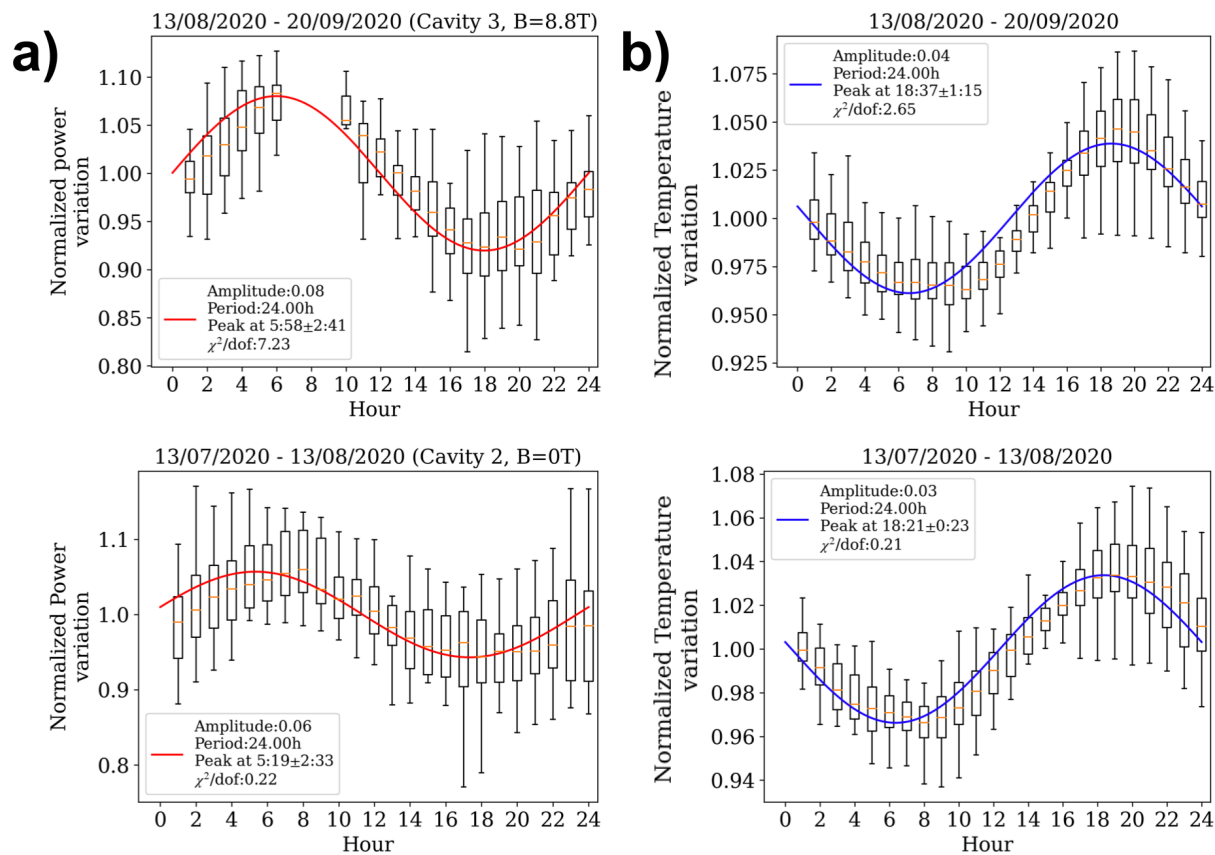 a)
13/08/2020 - 20/09/2020 (Cavity 3, B=8.8T)
Normalized power
variation
1.10
1.05
1.00
0.95
0.90
0.85
0.80
Amplitude:0.08
Period:24.00h
Peak at 5:58±2:41
χ²/dof:7.23
0 2 4 6 8 10 12 14 16 18 20 22 24
Hour
b)
13/08/2020 - 20/09/2020
Normalized Temperature
variation
1.075
1.050
1.025
1.000
0.975
0.950
0.925
Amplitude:0.04
Period:24.00h
Peak at 18:37±1:15
χ²/dof:2.65
0 2 4 6 8 10 12 14 16 18 20 22 24
Hour
13/07/2020 - 13/08/2020 (Cavity 2, B=0T)
Normalized Power
variation
1.1
1.0
0.9
0.8
Amplitude:0.06
Period:24.00h
Peak at 5:19±2:33
χ²/dof:0.22
0 2 4 6 8 10 12 14 16 18 20 22 24
Hour
13/07/2020 - 13/08/2020
Normalized Temperature
variation
1.08
1.06
1.04
1.02
1.00
0.98
0.96
0.94
Amplitude:0.03
Period:24.00h
Peak at 18:21±0:23
χ²/dof:0.21
0 2 4 6 8 10 12 14 16 18 20 22 24
Hour